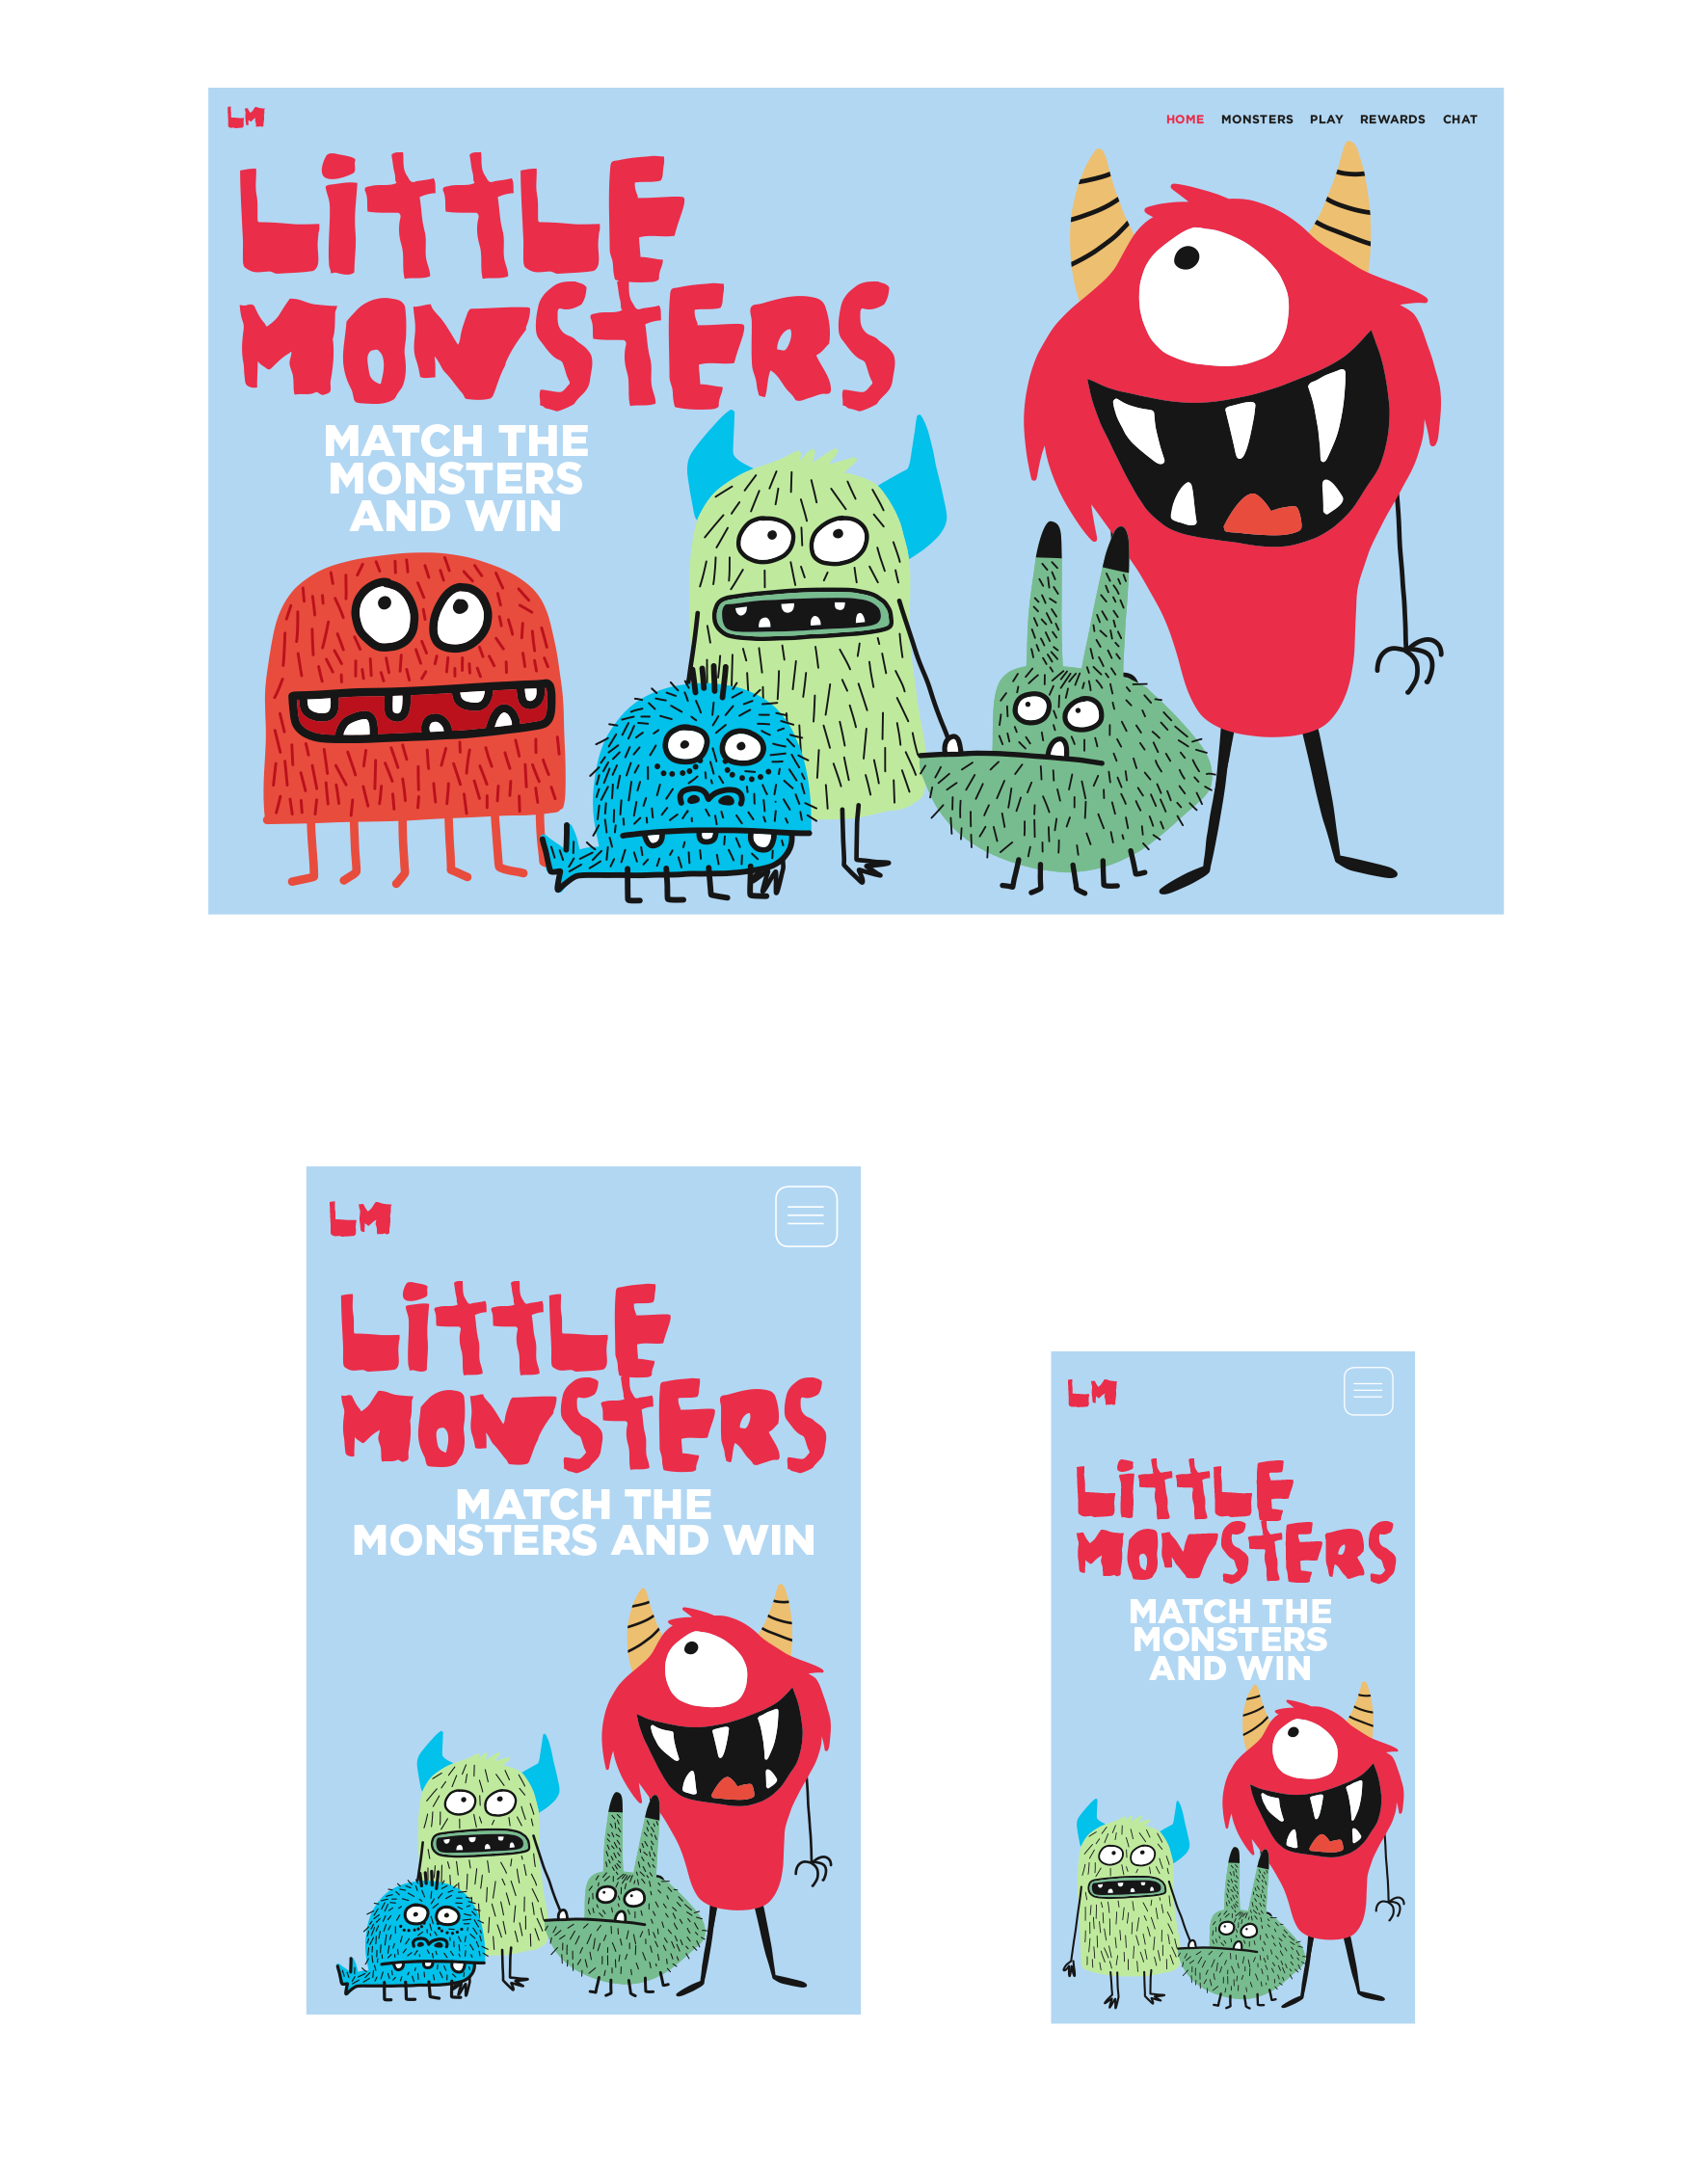 LM
HOME MONSTERS PLAY REWARDS CHAT
LittLE
MONStERS
MATCH THE
MONSTERS
AND WIN
LM
LittLE
MONStERS
MATCH THE
MONSTERS AND WIN
LM
LittLE
MONStERS
MATCH THE
MONSTERS
AND WIN